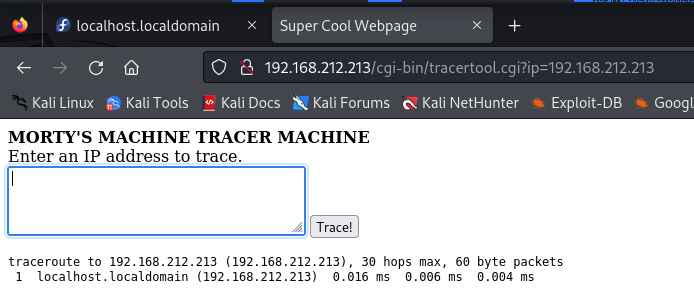 localhost.localdomain
Super Cool Webpage
192.168.212.213/cgi-bin/tracertool.cgi?ip=192.168.212.213
Kali Linux Kali Tools Kali Docs Kali Forums Kali NetHunter Exploit-DB Googl
MORTY'S MACHINE TRACER MACHINE
Enter an IP address to trace.
Trace!
traceroute to 192.168.212.213 (192.168.212.213), 30 hops max, 60 byte packets
1 localhost.localdomain (192.168.212.213) 0.016 ms 0.006 ms 0.004 ms